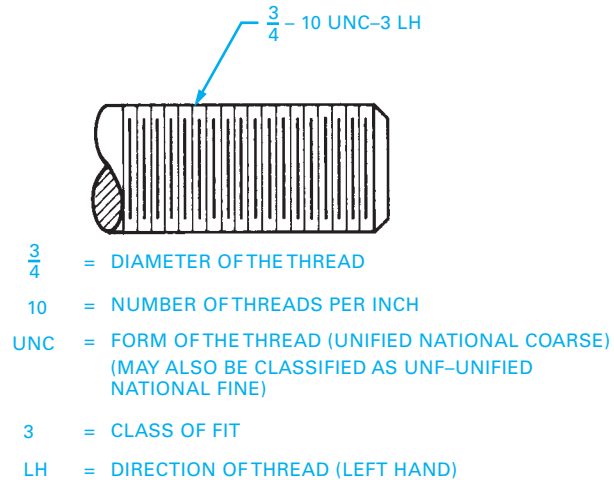 3/4 – 10 UNC–3 LH
3/4 = DIAMETER OF THE THREAD
10 = NUMBER OF THREADS PER INCH
UNC = FORM OF THE THREAD (UNIFIED NATIONAL COARSE)
(MAY ALSO BE CLASSIFIED AS UNF–UNIFIED
NATIONAL FINE)
3 = CLASS OF FIT
LH = DIRECTION OF THREAD (LEFT HAND)